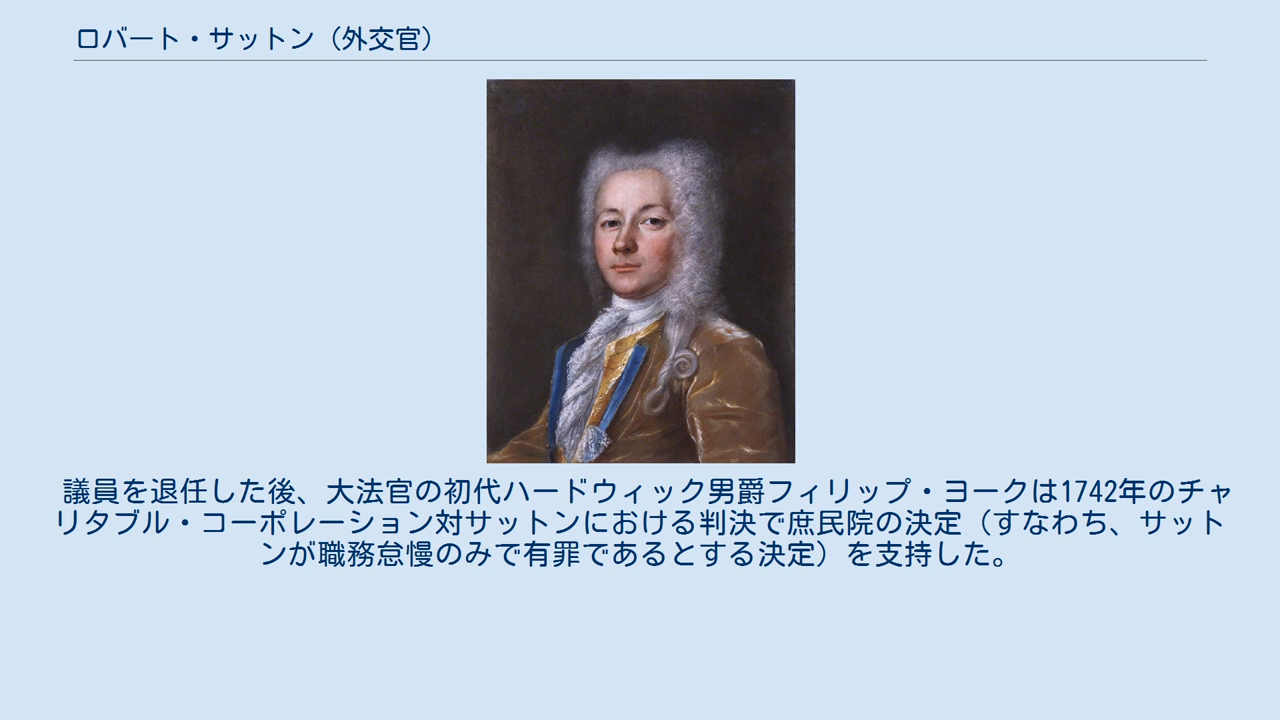 ロバート・サットン（外交官）
議員を退任した後、大法官の初代ハードウィック男爵フィリップ・ヨークは1742年のチャ
リタブル・コーポレーション対サットンにおける判決で庶民院の決定（すなわち、サット
ンが職務怠慢のみで有罪であるとする決定）を支持した。